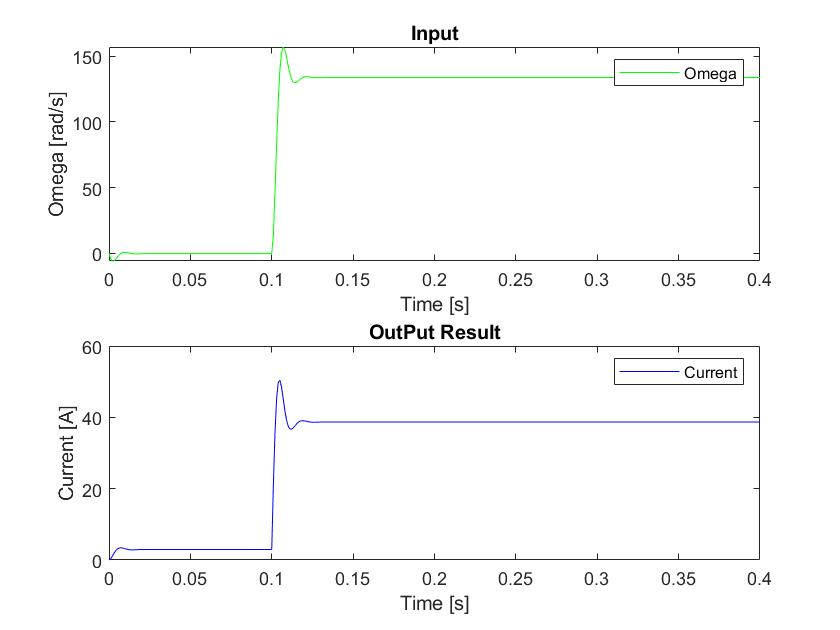 Input
150
100
50
0
Omega [rad/s]
Omega
0 0.05 0.1 0.15 0.2 0.25 0.3 0.35 0.4
Time [s]
OutPut Result
60
40
20
0
Current [A]
Current
0 0.05 0.1 0.15 0.2 0.25 0.3 0.35 0.4
Time [s]